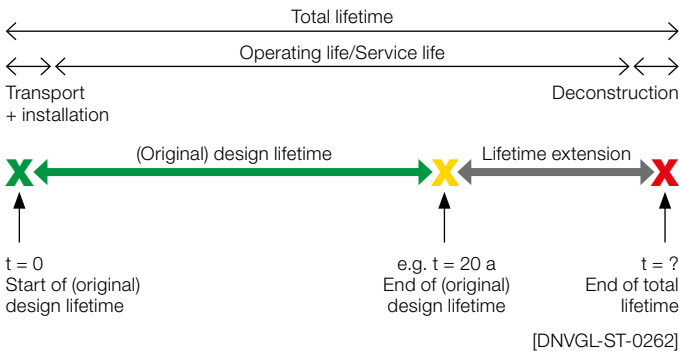 Total lifetime
Operating life/Service life
Transport
+ installation
Deconstruction
(Original) design lifetime
Lifetime extension
X
X
X
t = 0
Start of (original)
design lifetime
e.g. t = 20 a
End of (original)
design lifetime
t = ?
End of total
lifetime
[DNVGL-ST-0262]